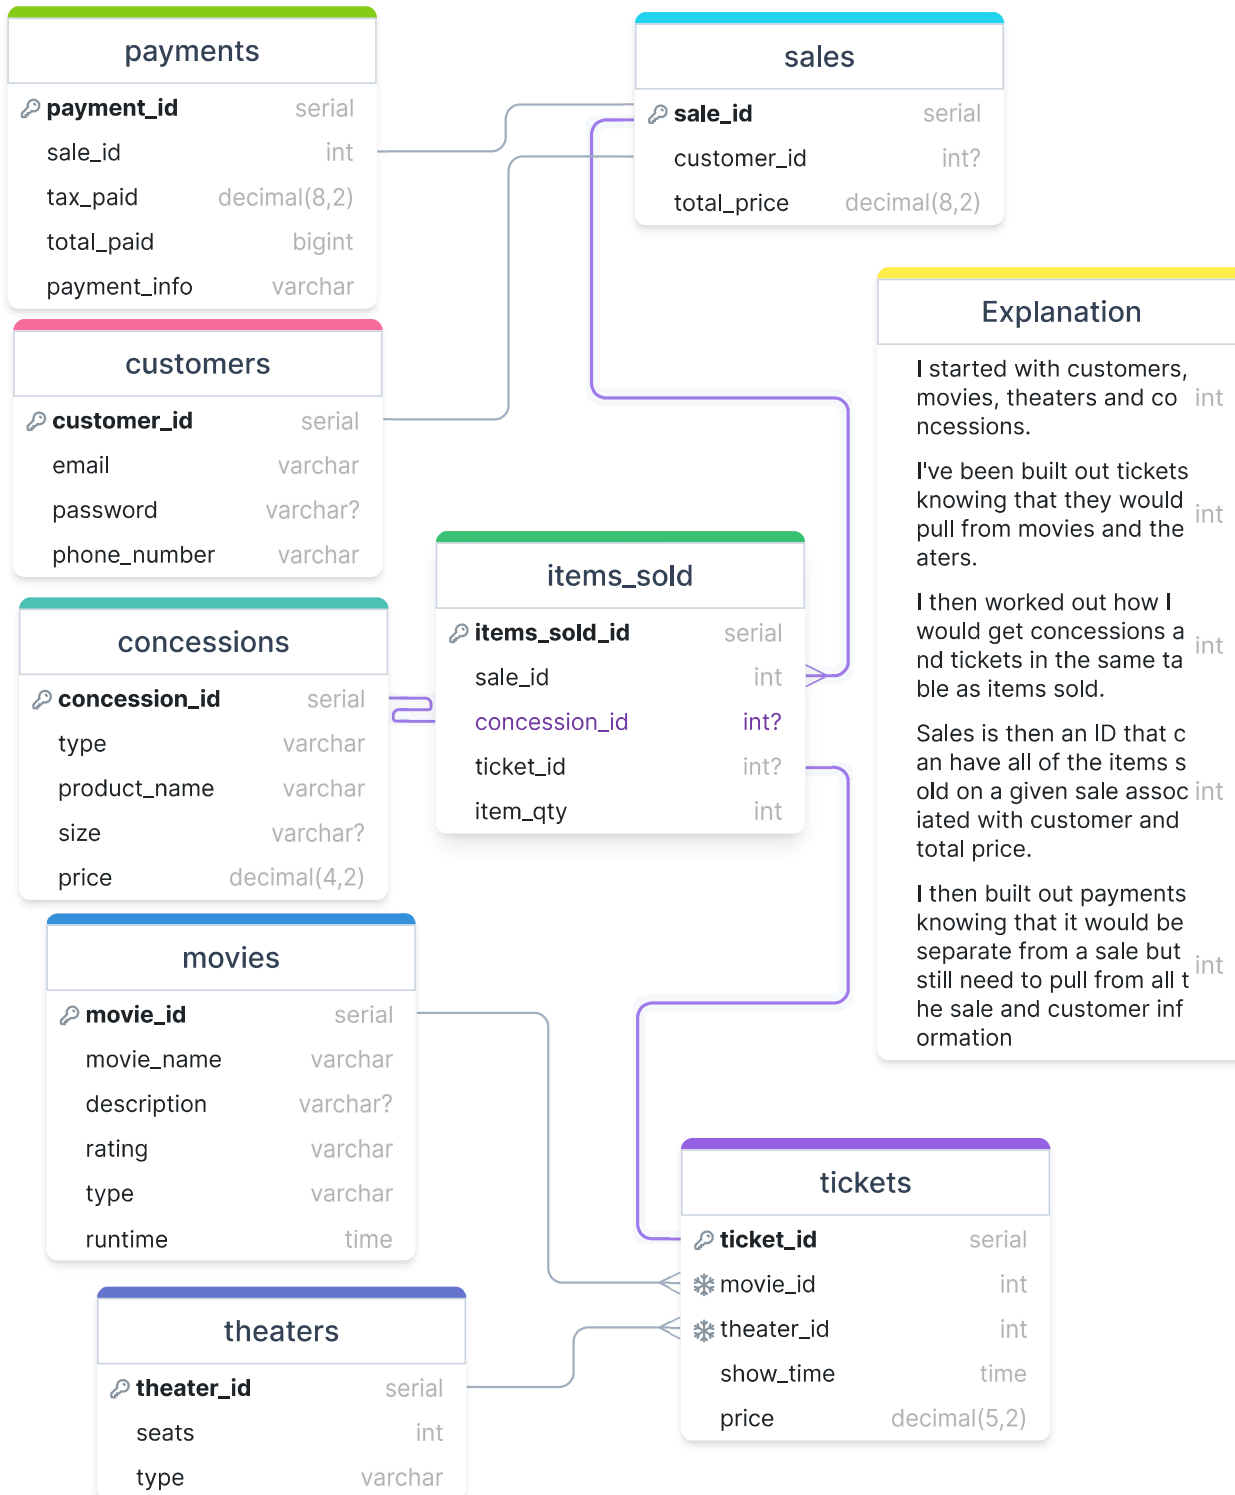 payments
payment_id serial
sale_id int
tax_paid decimal(8,2)
total_paid bigint
payment_info varchar
sales
sale_id serial
customer_id int?
total_price decimal(8,2)
customers
customer_id serial
email varchar
password varchar?
phone_number varchar
Explanation
I started with customers,
movies, theaters and co int
ncessions.
I've been built out tickets
knowing that they would
pull from movies and the int
aters.
I then worked out how I
would get concessions a
nd tickets in the same ta int
ble as items sold.
Sales is then an ID that c
an have all of the items s
old on a given sale assoc int
iated with customer and
total price.
I then built out payments
knowing that it would be
separate from a sale but int
still need to pull from all t
he sale and customer inf
ormation
items_sold
items_sold_id serial
sale_id int
concession_id int?
ticket_id int?
item_qty int
concessions
concession_id serial
type varchar
product_name varchar
size varchar?
price decimal(4,2)
movies
movie_id serial
movie_name varchar
description varchar?
rating varchar
type varchar
runtime time
tickets
ticket_id serial
movie_id int
theater_id int
show_time time
price decimal(5,2)
theaters
theater_id serial
seats int
type varchar